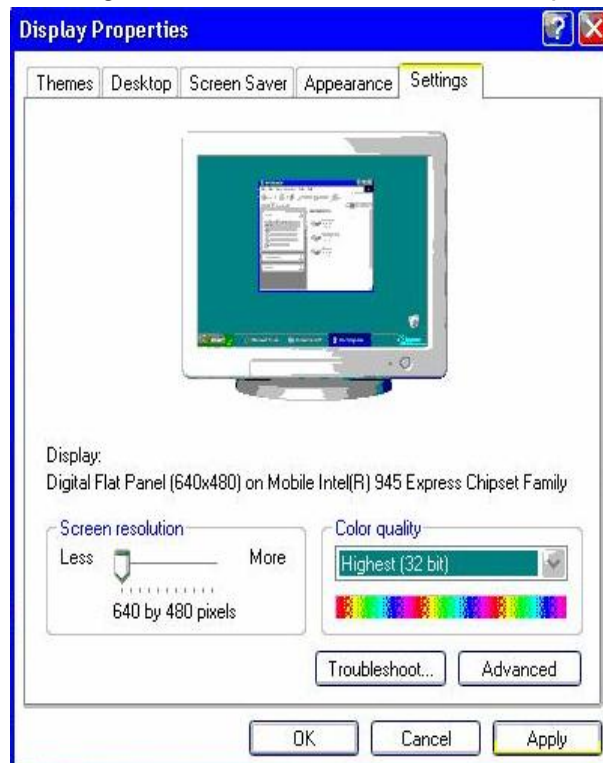 Display Properties
Themes Desktop Screen Saver Appearance Settings
Display:
Digital Flat Panel (640x480) on Mobile Intel(R) 945 Express Chipset Family
Screen resolution
Less More
640 by 480 pixels
Color quality
Highest (32 bit)
Troubleshoot... Advanced
OK Cancel Apply